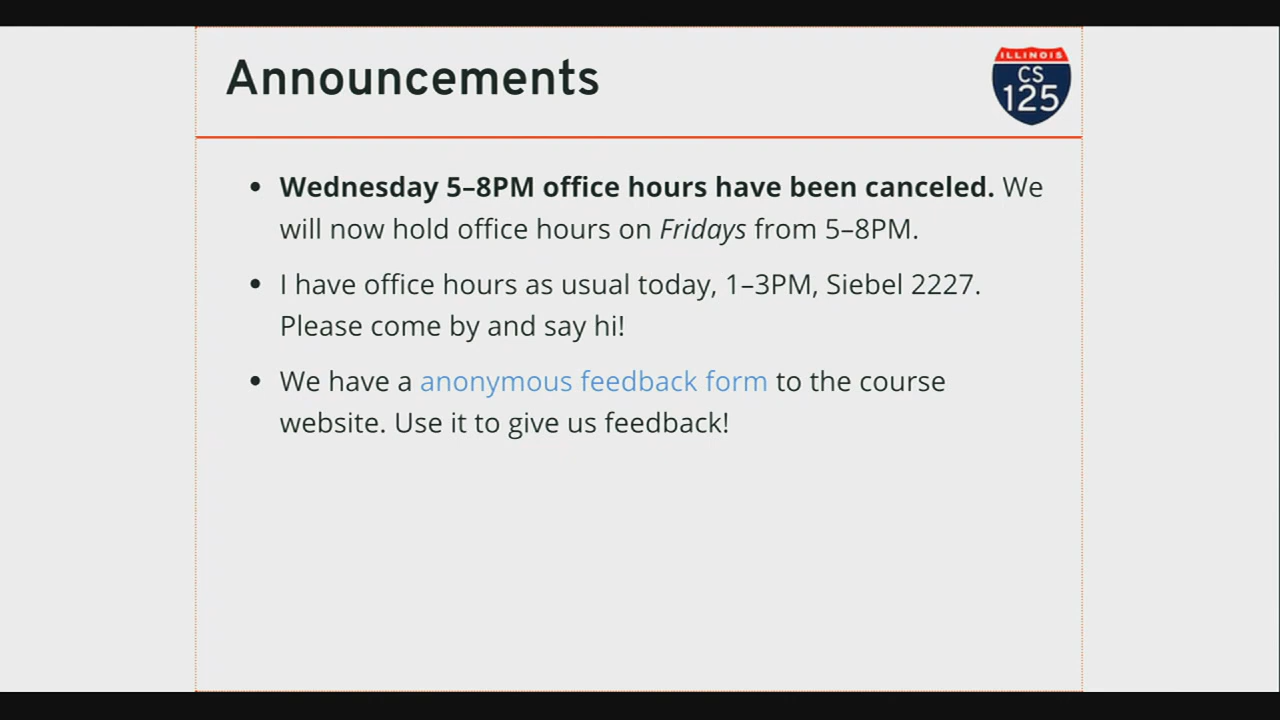 Announcements
ILLINOIS
CS
125
• Wednesday 5–8PM office hours have been canceled. We
will now hold office hours on Fridays from 5–8PM.
• I have office hours as usual today, 1–3PM, Siebel 2227.
Please come by and say hi!
• We have a anonymous feedback form to the course
website. Use it to give us feedback!